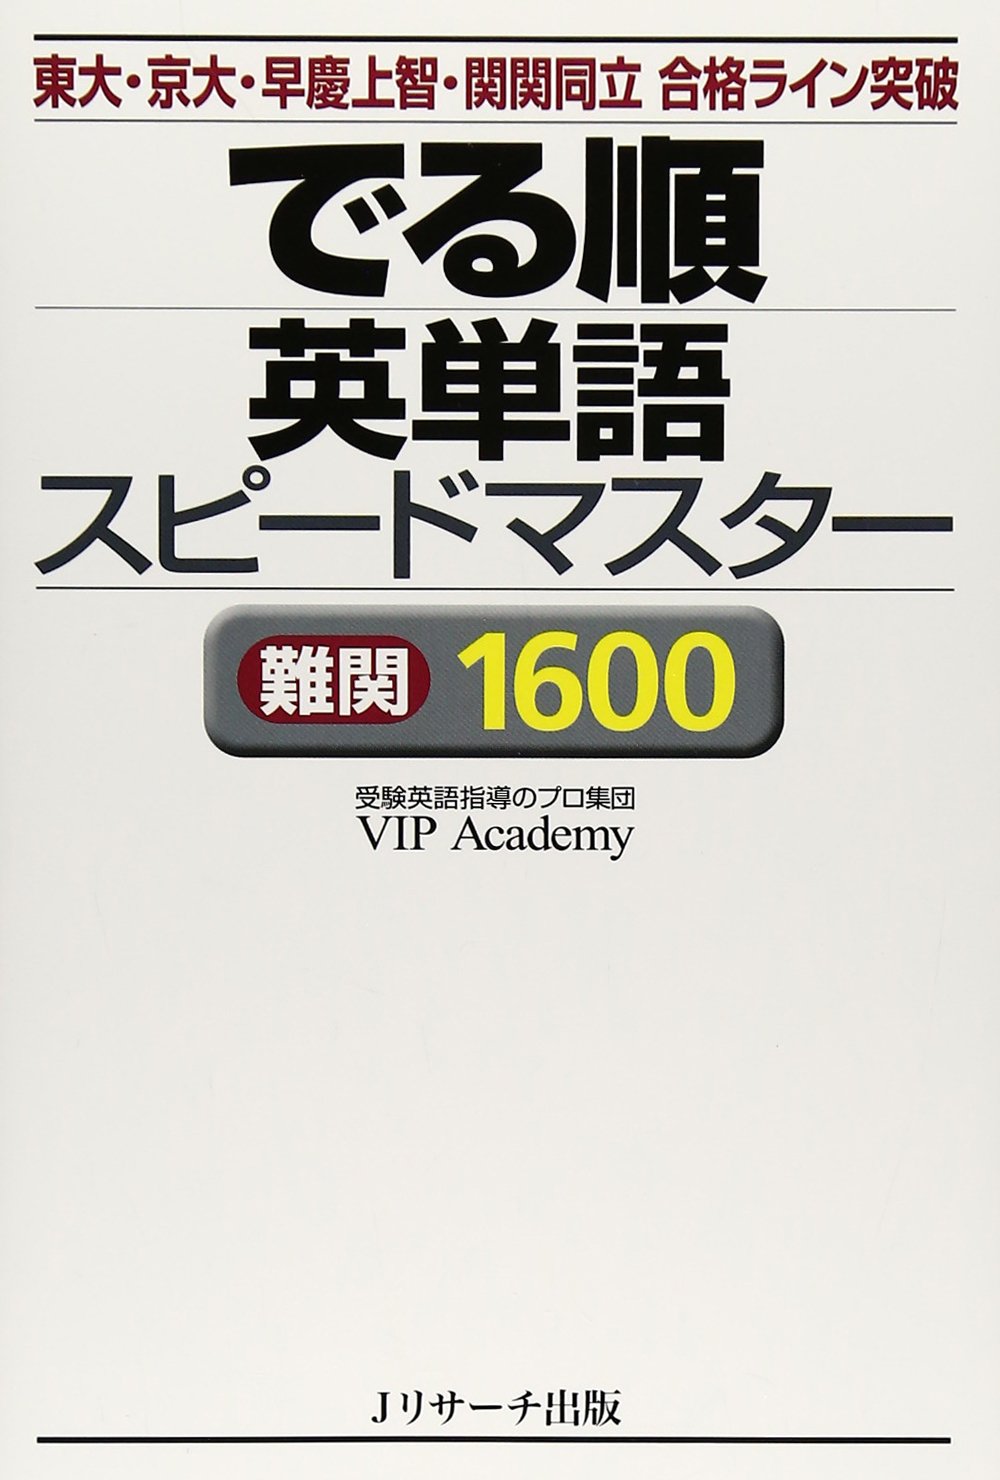 東大・京大・早慶上智・関関同立 合格ライン突破
でる順
英単語
スピードマスター
難関 1600
受験英語指導のプロ集団
VIP Academy
Jリサーチ出版